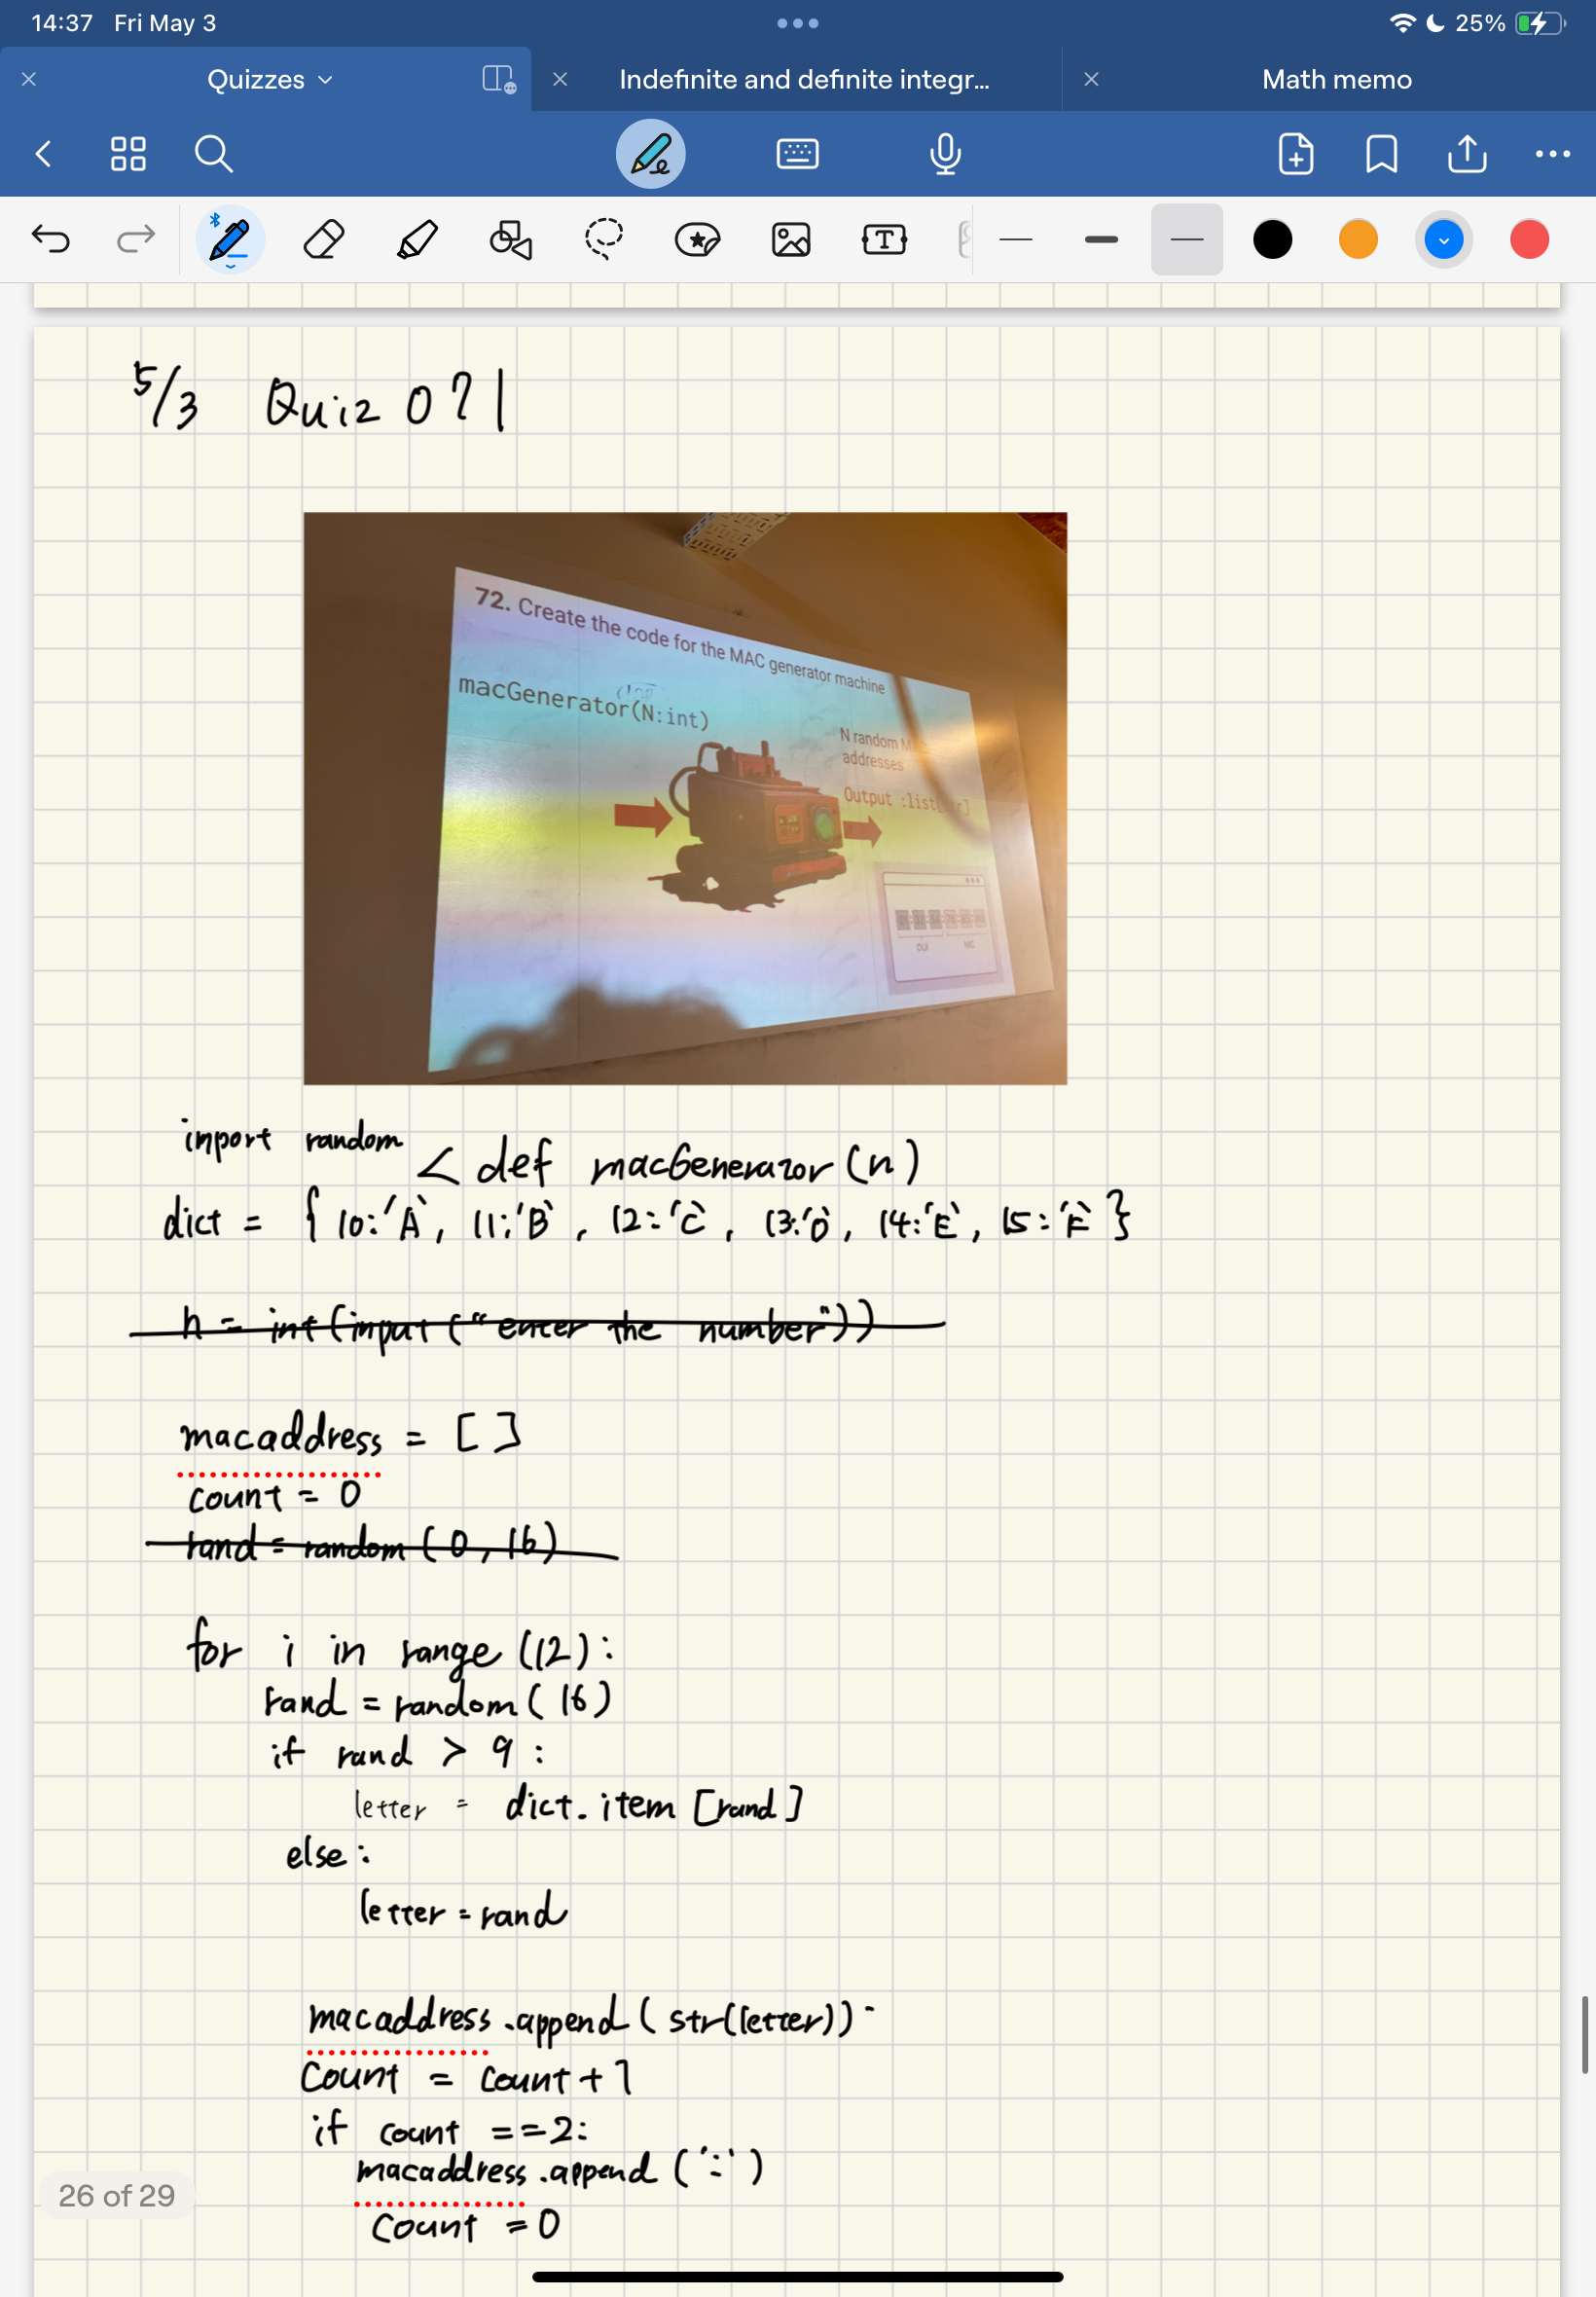 14:37 Fri May 3
25%
Quizzes
Indefinite and definite integr...
Math memo
5/3 Quiz 0?|
72. Create the code for the MAC generator machine
macGenerator(N:int)
N random
addresses
Output :list[
OUI NIC
inport random
< def macGenerator (n)
dict = { 10:'A', 11:'B', 12:'C', 13:'D', 14:'E', 15:'F' }
n = int(input("enter the number"))
macaddress = []
count = 0
rand = random (0, 16)
for i in range (12):
rand = random( 16)
if rand > 9 :
letter = dict. item [rand]
else :
letter = rand
macaddress .append( str(letter))
count = count + 1
if count ==2:
macaddress .append (':')
count = 0
26 of 29